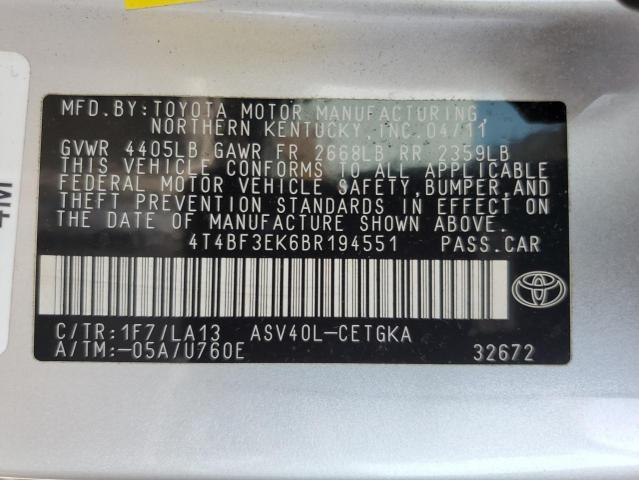 MFD.BY:TOYOTA MOTOR MANUFACTURING,
NORTHERN KENTUCKY, INC. 04/11
GVWR 4405LB GAWR FR 2668LB RR 2359LB
THIS VEHICLE CONFORMS TO ALL APPLICABLE
FEDERAL MOTOR VEHICLE SAFETY, BUMPER, AND
THEFT PREVENTION STANDARDS IN EFFECT ON
THE DATE OF MANUFACTURE SHOWN ABOVE.
4T4BF3EK6BR194551 PASS.CAR
C/TR:1F7/LA13 ASV40L-CETGKA
A/TM:-05A/U760E 32672
4M